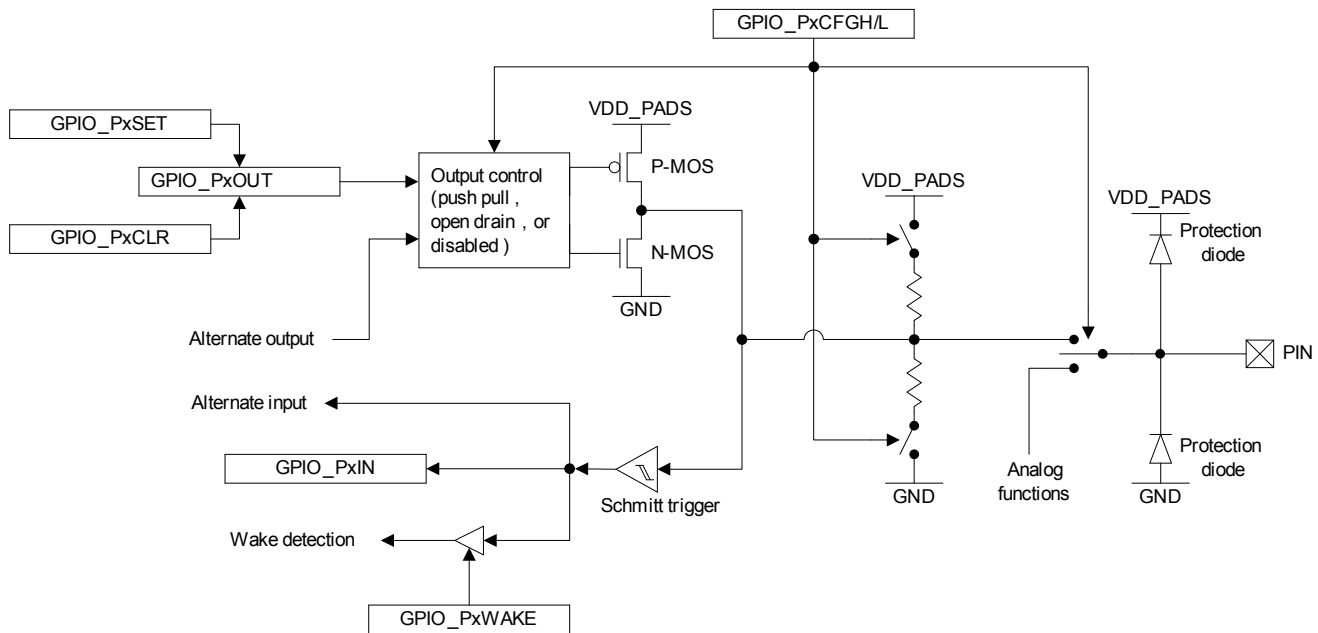 GPIO_PxCFGH/L
GPIO_PxSET
VDD_PADS
GPIO_PxOUT
Output control
(push pull ,
open drain , or
disabled )
P-MOS
VDD_PADS
VDD_PADS
GPIO_PxCLR
N-MOS
Protection
diode
GND
Alternate output
PIN
Alternate input
GPIO_PxIN
Schmitt trigger
Analog
functions
Protection
diode
GND
GND
Wake detection
GPIO_PxWAKE